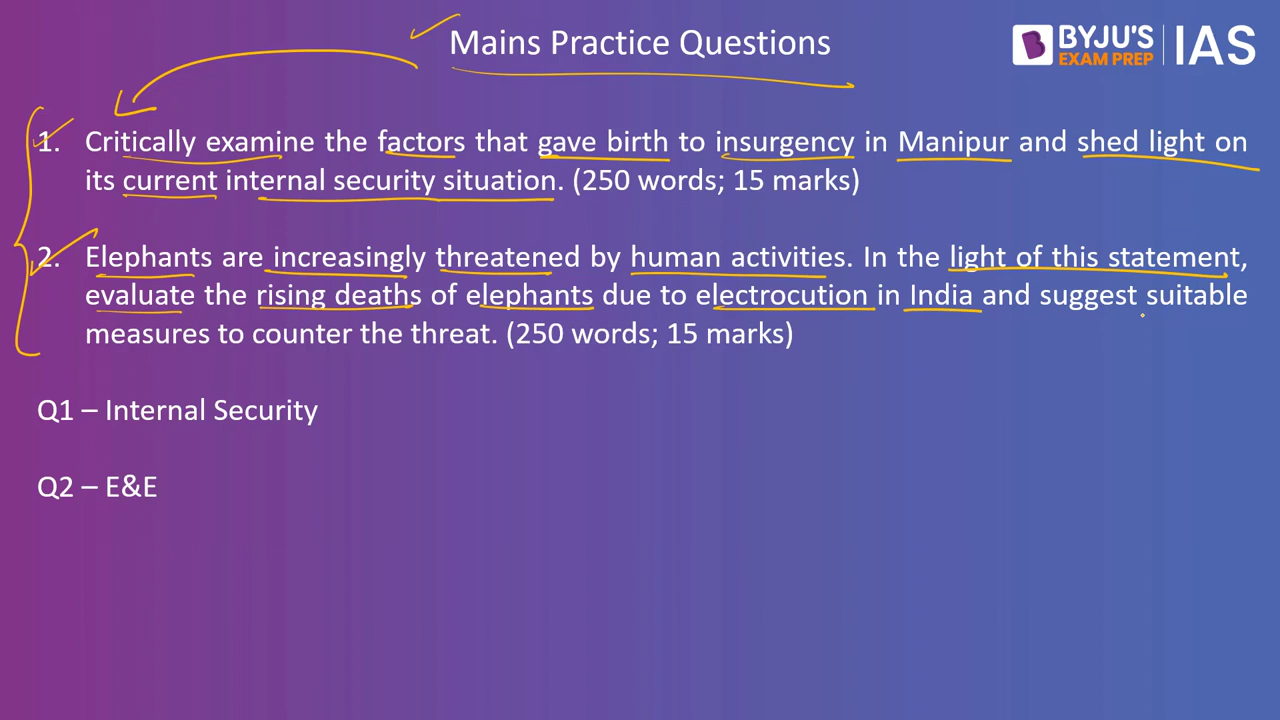 Mains Practice Questions
BYJU'S
EXAM PREP
IAS
1. Critically examine the factors that gave birth to insurgency in Manipur and shed light on
its current internal security situation. (250 words; 15 marks)
2. Elephants are increasingly threatened by human activities. In the light of this statement,
evaluate the rising deaths of elephants due to electrocution in India and suggest suitable
measures to counter the threat. (250 words; 15 marks)
Q1 – Internal Security
Q2 – E&E